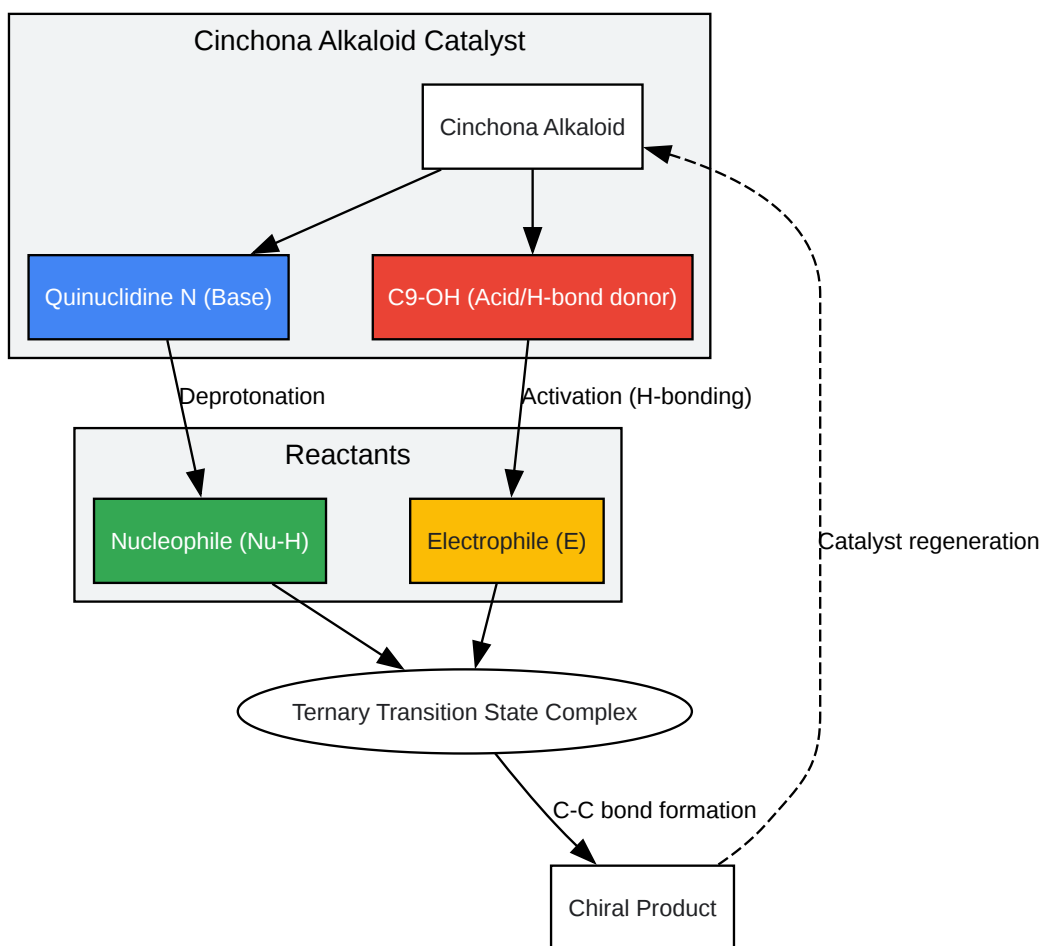 Cinchona Alkaloid Catalyst
Cinchona Alkaloid
Quinuclidine N (Base)
C9-OH (Acid/H-bond donor)
Deprotonation
Activation (H-bonding)
Reactants
Nucleophile (Nu-H)
Electrophile (E)
Catalyst regeneration
Ternary Transition State Complex
C-C bond formation
Chiral Product